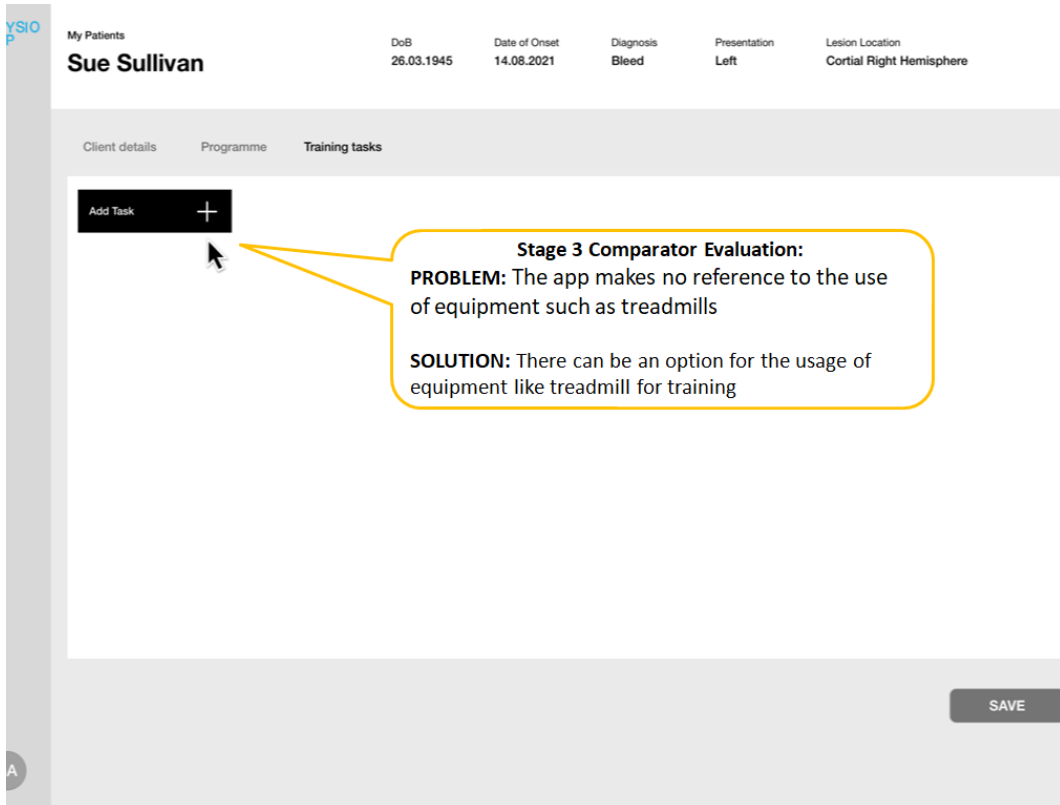 YSIO
P
My Patients
Sue Sullivan
DoB
26.03.1945
Date of Onset
14.08.2021
Diagnosis
Bleed
Presentation
Left
Lesion Location
Cortial Right Hemisphere
Client details
Programme
Training tasks
Add Task
Stage 3 Comparator Evaluation:
PROBLEM: The app makes no reference to the use
of equipment such as treadmills
SOLUTION: There can be an option for the usage of
equipment like treadmill for training
SAVE
A